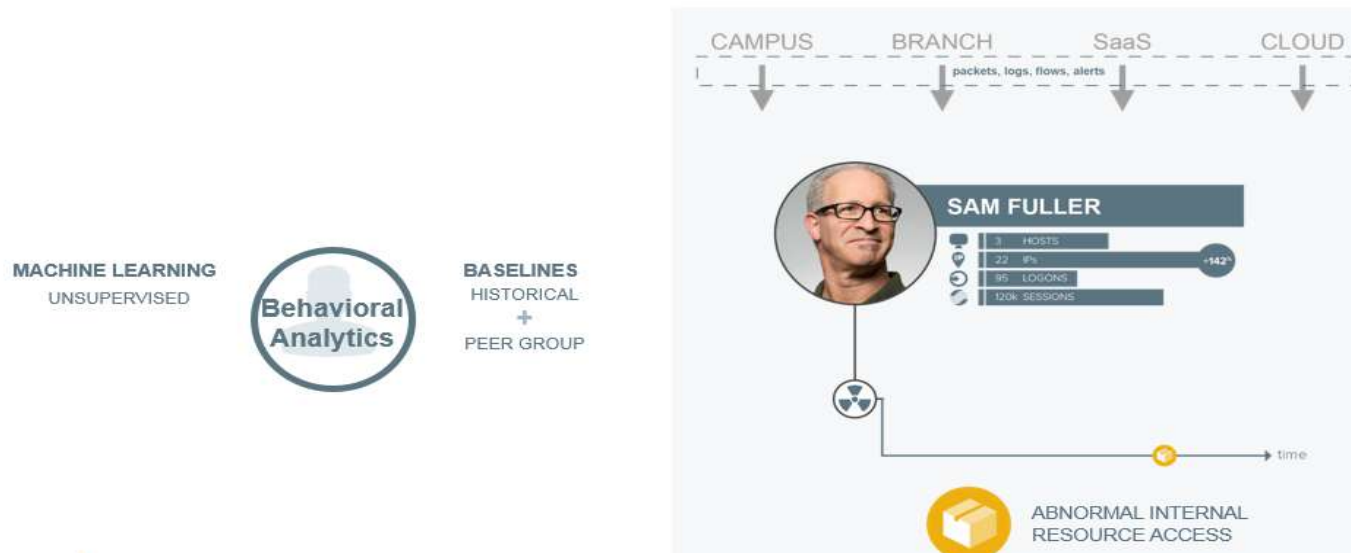 MACHINE LEARNING
UNSUPERVISED
Behavioral
Analytics
BASELINES
HISTORICAL
+
PEER GROUP
CAMPUS
BRANCH
SaaS
CLOUD
packets, logs, flows, alerts
SAM FULLER
3 HOSTS
IP
22 IPs
+142%
95 LOGONS
120k SESSIONS
time
ABNORMAL INTERNAL
RESOURCE ACCESS